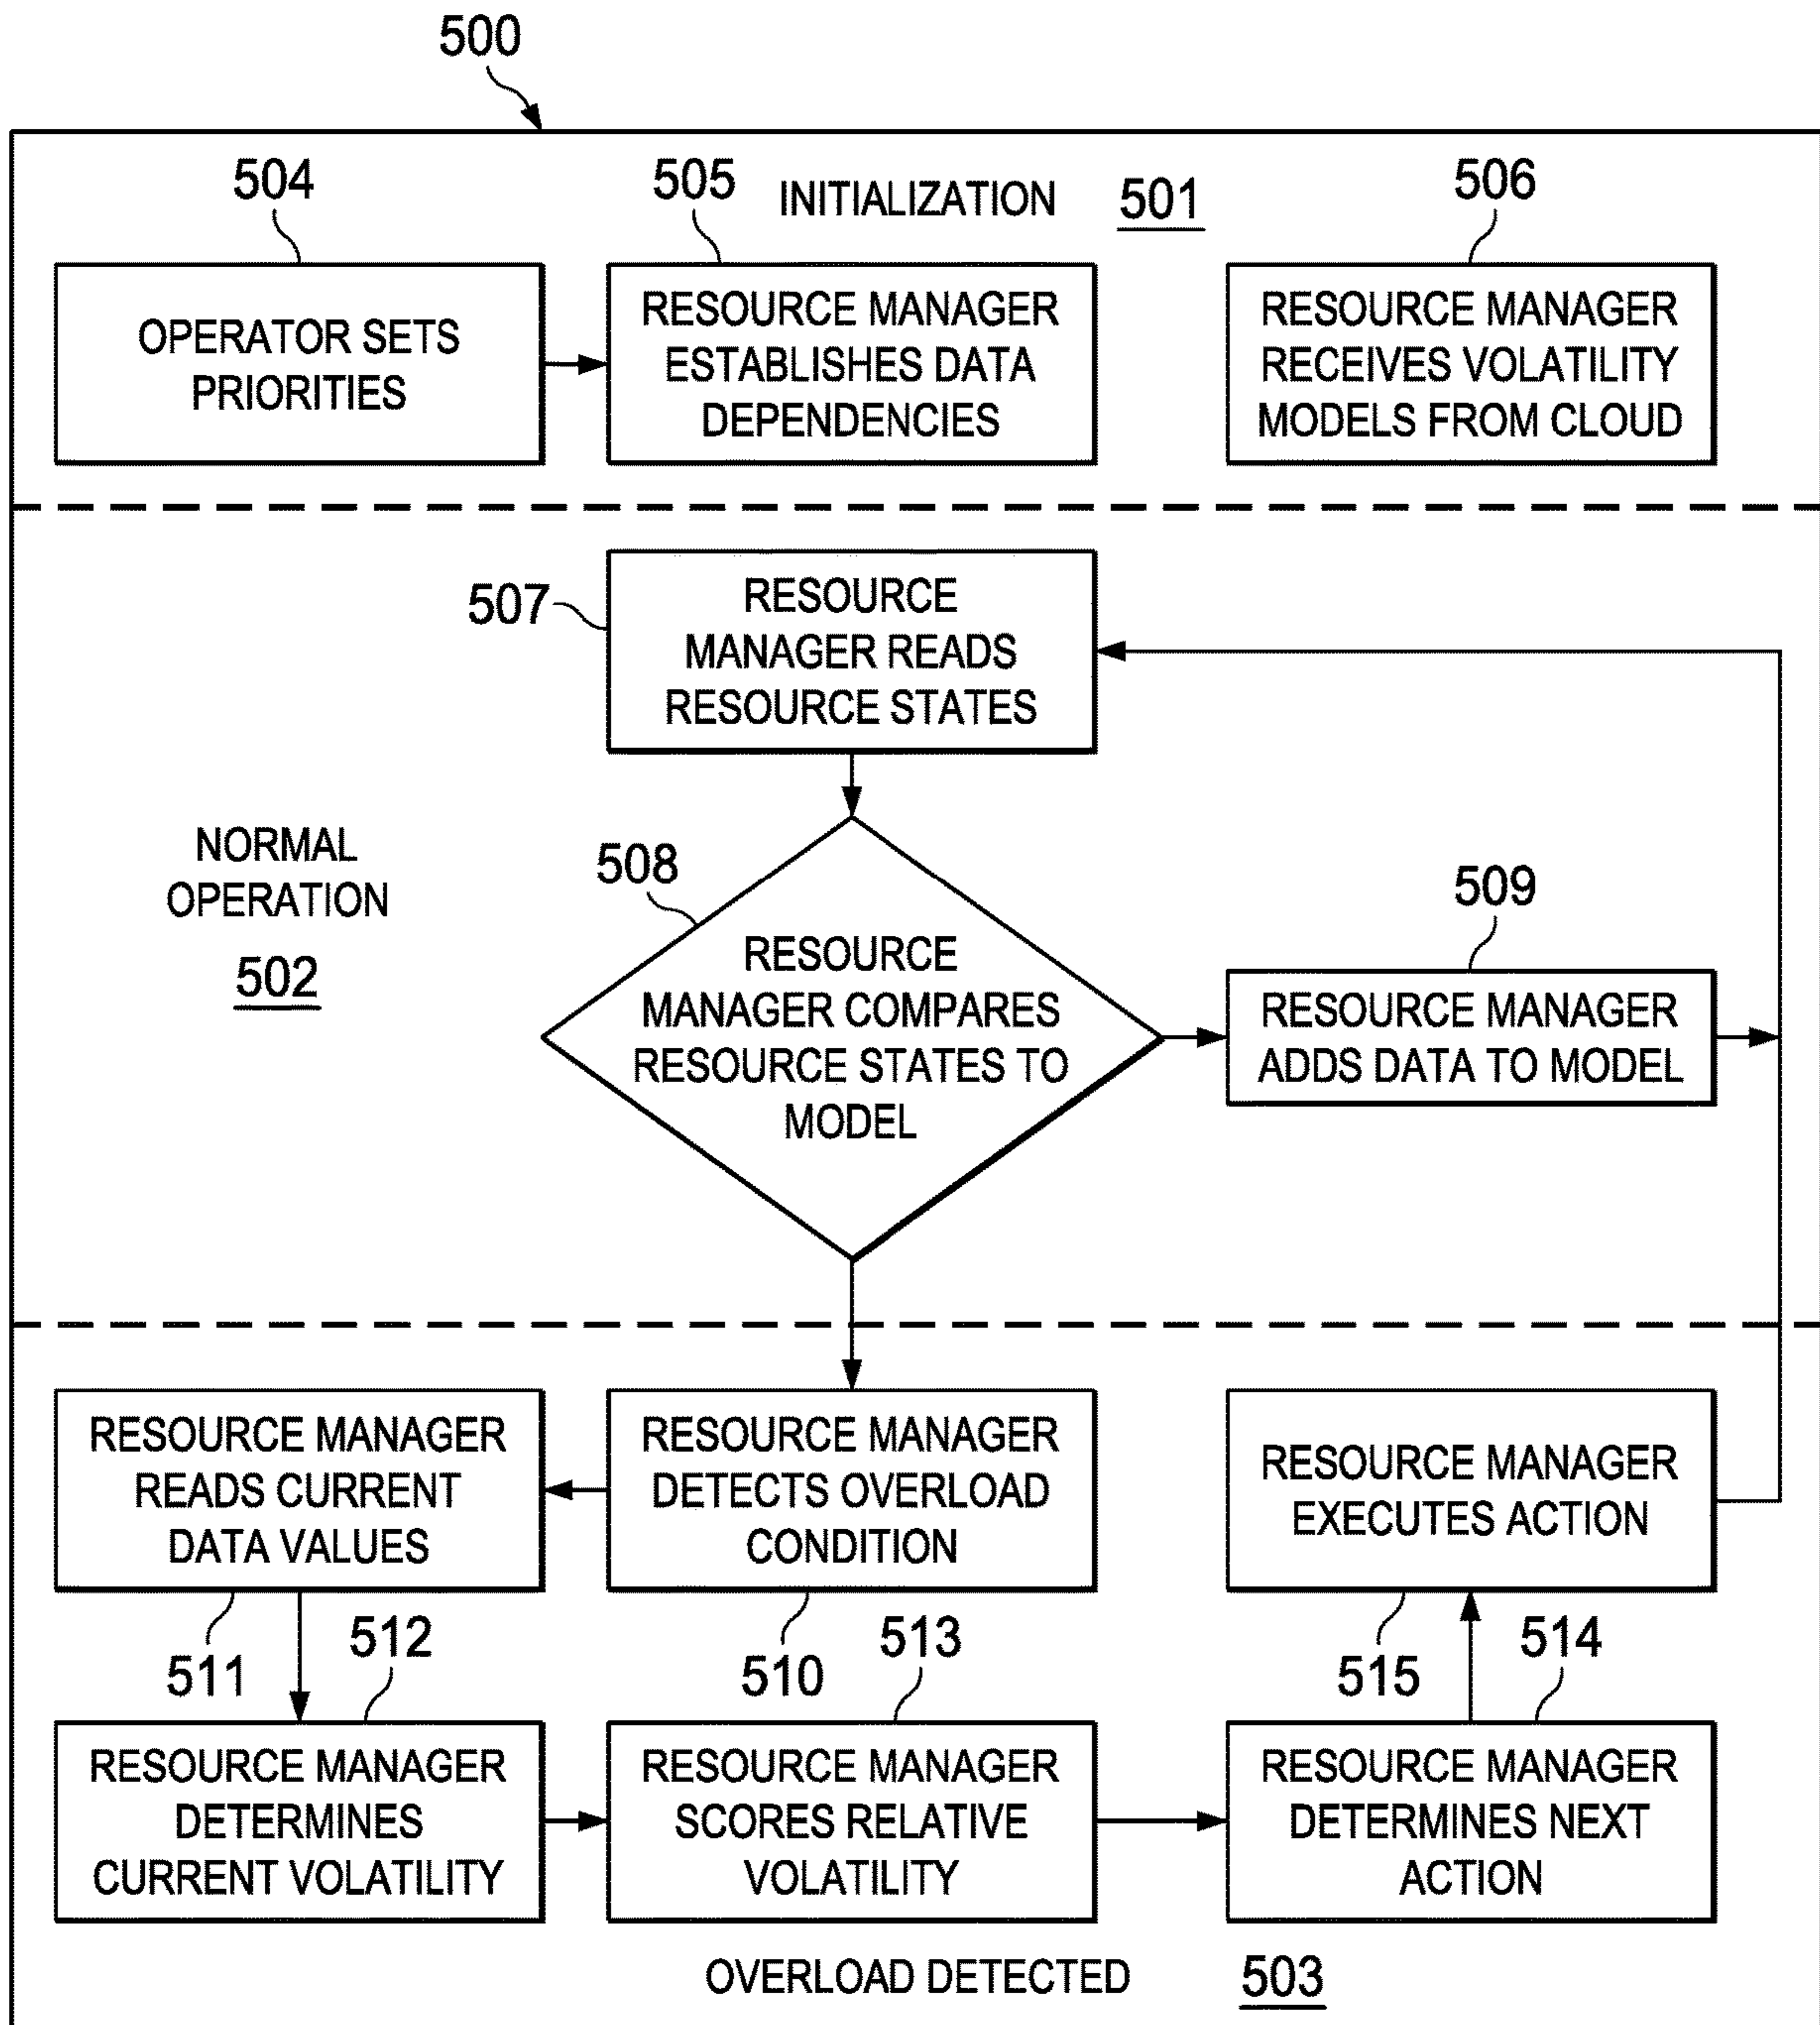 500
504
505
INITIALIZATION 501
506
OPERATOR SETS
PRIORITIES
RESOURCE MANAGER
ESTABLISHES DATA
DEPENDENCIES
RESOURCE MANAGER
RECEIVES VOLATILITY
MODELS FROM CLOUD
507
RESOURCE
MANAGER READS
RESOURCE STATES
NORMAL
OPERATION
502
508
RESOURCE
MANAGER COMPARES
RESOURCE STATES TO
MODEL
509
RESOURCE MANAGER
ADDS DATA TO MODEL
RESOURCE MANAGER
READS CURRENT
DATA VALUES
RESOURCE MANAGER
DETECTS OVERLOAD
CONDITION
RESOURCE MANAGER
EXECUTES ACTION
511
512
510
513
515
514
RESOURCE MANAGER
DETERMINES
CURRENT VOLATILITY
RESOURCE MANAGER
SCORES RELATIVE
VOLATILITY
RESOURCE MANAGER
DETERMINES NEXT
ACTION
OVERLOAD DETECTED 503